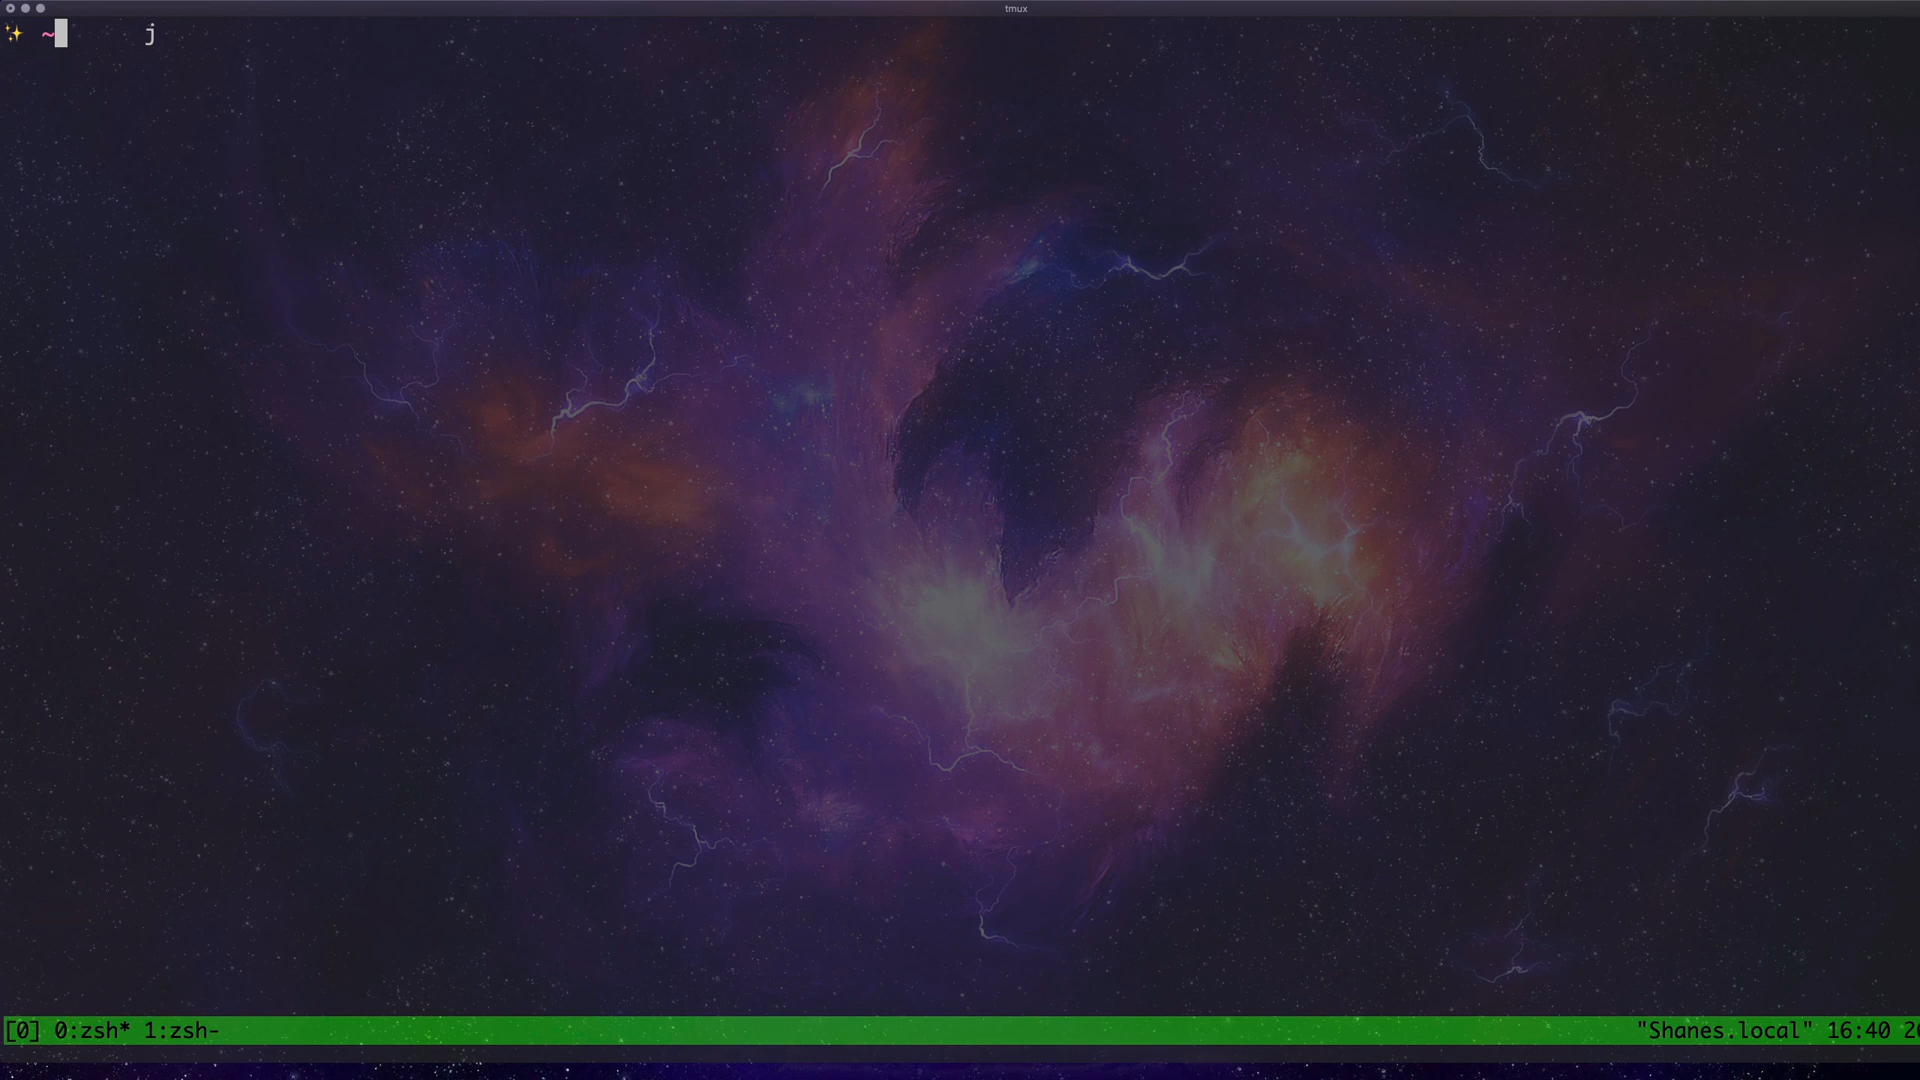 tmux
✨ ~ j
[0] 0:zsh* 1:zsh- "Shanes.local" 16:40